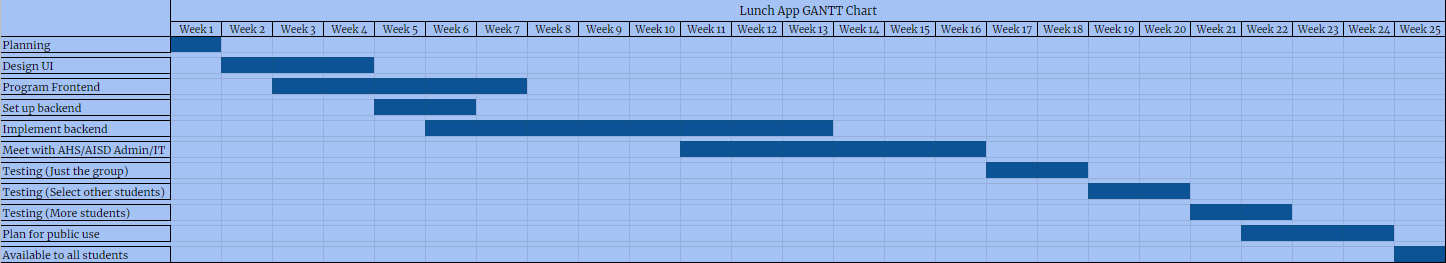 Lunch App GANTT Chart
Week 1 Week 2 Week 3 Week 4 Week 5 Week 6 Week 7 Week 8 Week 9 Week 10 Week 11 Week 12 Week 13 Week 14 Week 15 Week 16 Week 17 Week 18 Week 19 Week 20 Week 21 Week 22 Week 23 Week 24 Week 25
Planning
Design UI
Program Frontend
Set up backend
Implement backend
Meet with AHS/AISD Admin/IT
Testing (Just the group)
Testing (Select other students)
Testing (More students)
Plan for public use
Available to all students